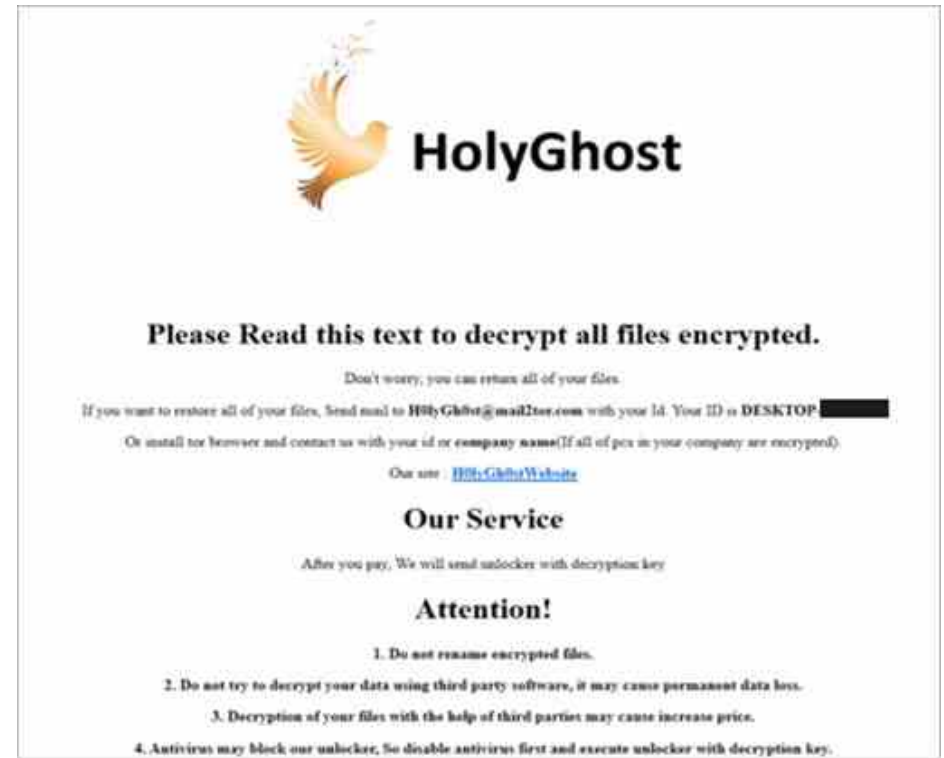 HolyGhost
Please Read this text to decrypt all files encrypted.
Don't worry, you can return all of your files.
If you want to restore all of your files, Send mail to H0lyGh0st@mail2tor.com with your Id. Your ID is DESKTOP-
Or install tor browser and contact us with your id or company name(If all of pcs in your company are encrypted).
Our site : H0lyGh0stWebsite
Our Service
After you pay, We will send unlocker with decryption key
Attention!
1. Do not rename encrypted files.
2. Do not try to decrypt your data using third party software, it may cause permanent data loss.
3. Decryption of your files with the help of third parties may cause increase price.
4. Antivirus may block our unlocker, So disable antivirus first and execute unlocker with decryption key.